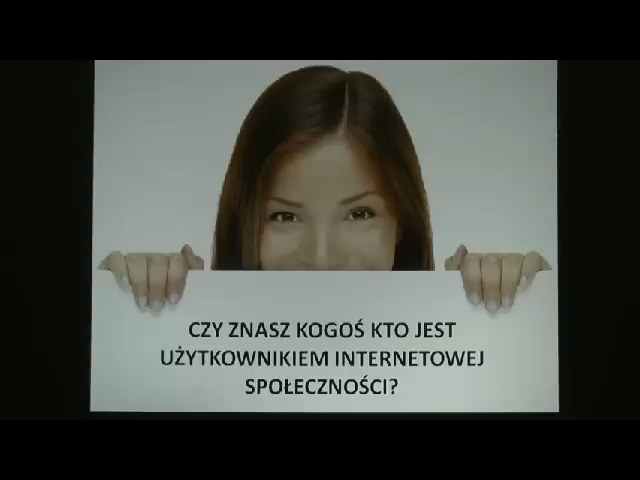 CZY ZNASZ KOGOŚ KTO JEST
UŻYTKOWNIKIEM INTERNETOWEJ
SPOŁECZNOŚCI?